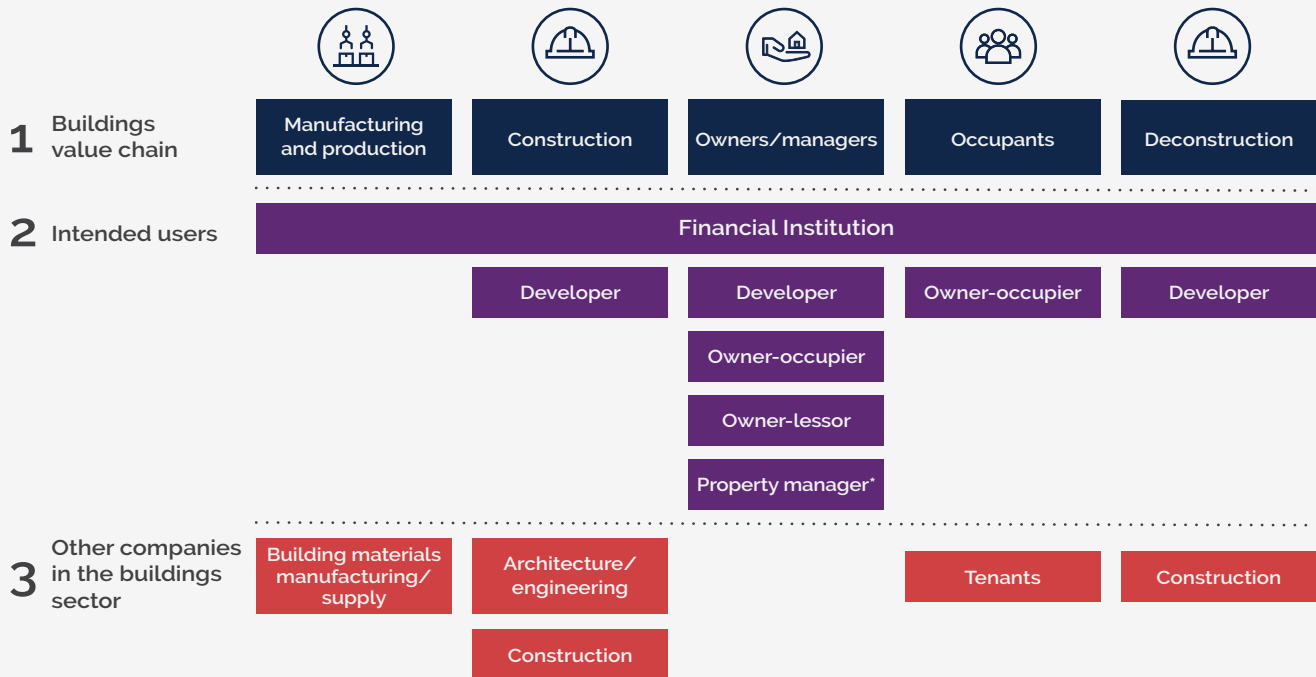 1 Buildings
value chain
Manufacturing
and production
Construction
Owners/managers
Occupants
Deconstruction
2 Intended users
Financial Institution
Developer
Developer
Owner-occupier
Developer
Owner-occupier
Owner-lessor
Property manager*
3 Other companies
in the buildings
sector
Building materials
manufacturing/
supply
Architecture/
engineering
Tenants
Construction
Construction